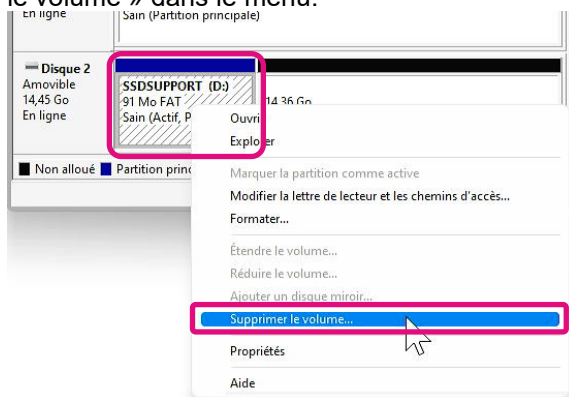 le volume » dans le menu.
En ligne
Sain (Partition principale)
Disque 2
Amovible
14,45 Go
En ligne
SSDSUPPORT (D:)
91 Mo FAT
Sain (Actif, P
14,36 Go
Non alloué
Partition princ
Ouvri
Explorer
Marquer la partition comme active
Modifier la lettre de lecteur et les chemins d'accès...
Formater...
Étendre le volume...
Réduire le volume...
Ajouter un disque miroir...
Supprimer le volume...
Propriétés
Aide